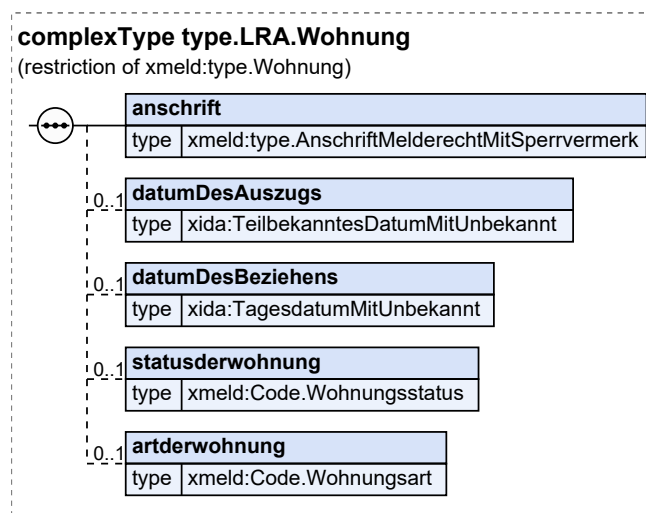 complexType type.LRA.Wohnung
(restriction of xmeld:type.Wohnung)
anschrift
type xmeld:type.AnschriftMelderechtMitSperrvermerk
0..1 datumDesAuszugs
type xida:TeilbekanntesDatumMitUnbekannt
0..1 datumDesBeziehens
type xida:TagesdatumMitUnbekannt
0..1 statusderwohnung
type xmeld:Code.Wohnungsstatus
0..1 artderwohnung
type xmeld:Code.Wohnungsart